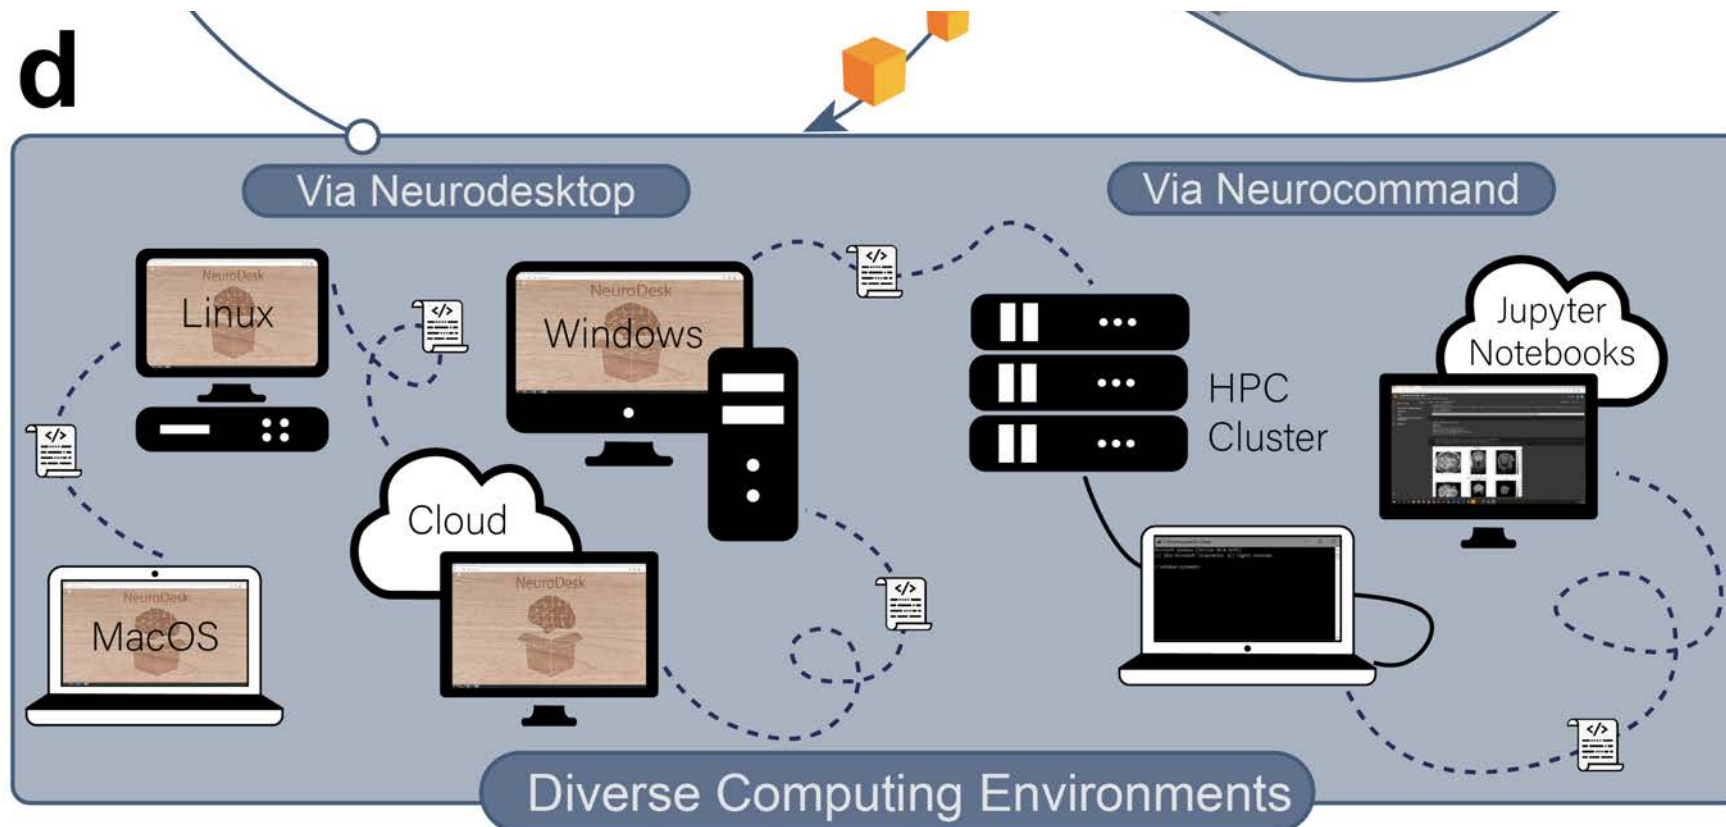 d
Via Neurodesktop
Via Neurocommand
NeuroDesk
Linux
</>
NeuroDesk
Windows
</>
Jupyter
Notebooks
HPC
Cluster
</>
Cloud
NeuroDesk
MacOS
NeuroDesk
</>
</>
Diverse Computing Environments